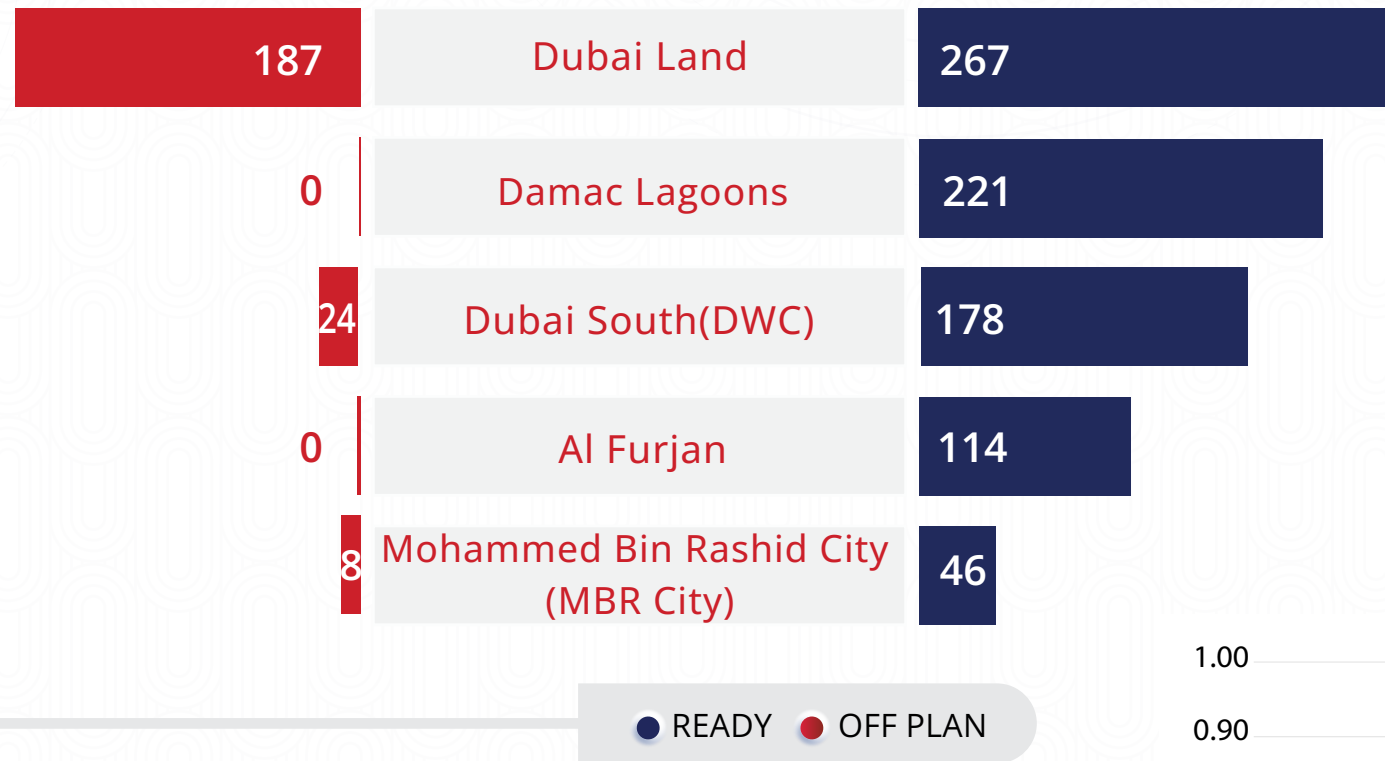 187 Dubai Land 267
0 Damac Lagoons 221
24 Dubai South(DWC) 178
0 Al Furjan 114
8 Mohammed Bin Rashid City 46
(MBR City)
1.00
READY OFF PLAN 0.90